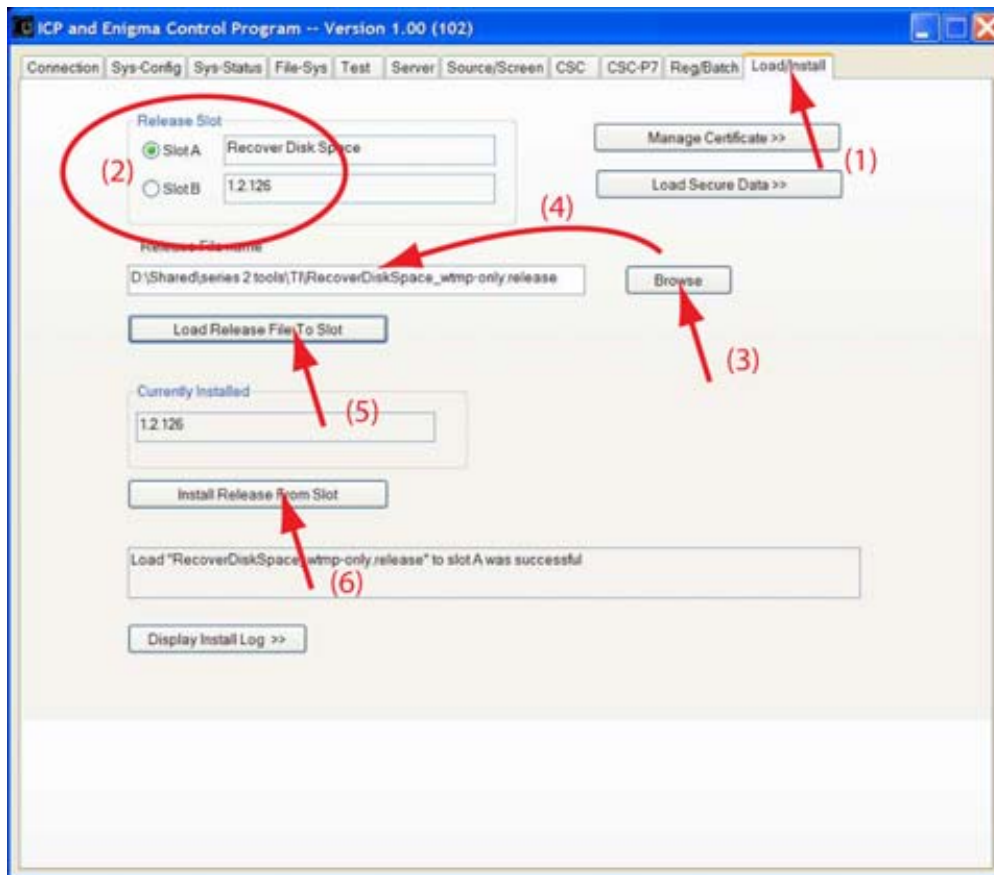 ICP and Enigma Control Program -- Version 1.00 (102)
Connection Sys-Config Sys-Status File-Sys Test Server Source/Screen CSC CSC-P7 Reg/Batch Load/Install
Release Slot
(2)
Slot A Recover Disk Space
Slot B 1.2.126
Manage Certificate >>
(1)
Load Secure Data >>
(4)
Release Filename
D:\Shared\series 2 tools\TI\RecoverDiskSpace_wtmp-only.release
Browse
(3)
Load Release File To Slot
(5)
Currently Installed
1.2.126
Install Release From Slot
(6)
Load "RecoverDiskSpace_wtmp-only.release" to slot A was successful
Display Install Log >>